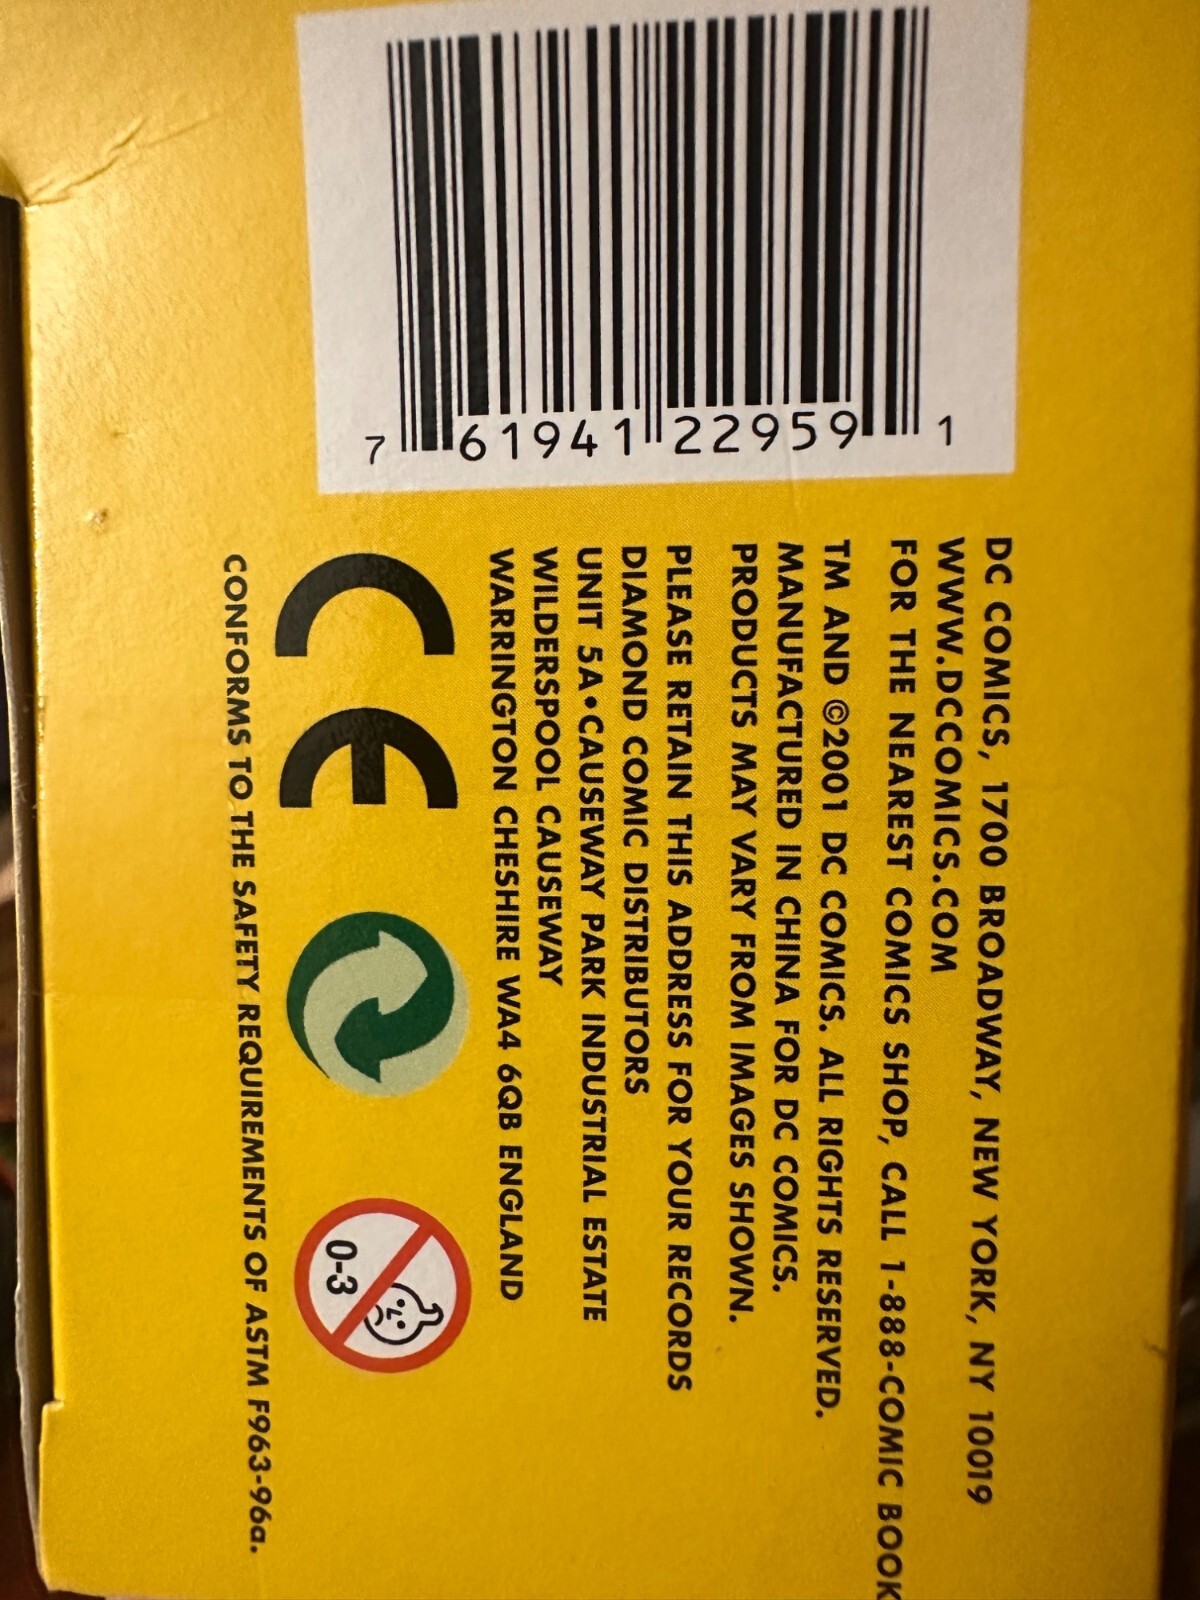 7 61941 22959 1
DC COMICS, 1700 BROADWAY, NEW YORK, NY 10019
WWW.DCCOMICS.COM
FOR THE NEAREST COMICS SHOP, CALL 1-888-COMIC BOOK
TM AND ©2001 DC COMICS. ALL RIGHTS RESERVED.
MANUFACTURED IN CHINA FOR DC COMICS.
PRODUCTS MAY VARY FROM IMAGES SHOWN.
PLEASE RETAIN THIS ADDRESS FOR YOUR RECORDS
DIAMOND COMIC DISTRIBUTORS
UNIT 5A•CAUSEWAY PARK INDUSTRIAL ESTATE
WILDERSPOOL CAUSEWAY
WARRINGTON CHESHIRE WA4 6QB ENGLAND
CE
0-3
CONFORMS TO THE SAFETY REQUIREMENTS OF ASTM F963-96a.